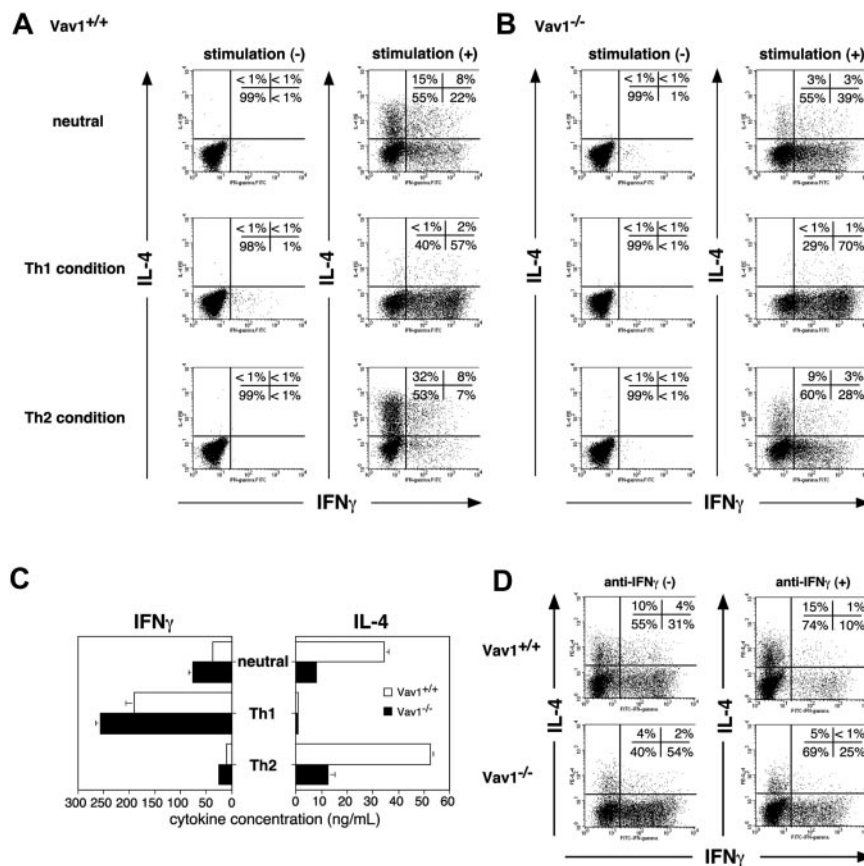 A Vav1+/+
B Vav1-/-
stimulation (-) stimulation (+) stimulation (-) stimulation (+)
neutral
< 1% < 1%
99% < 1%
15% 8%
55% 22%
< 1% < 1%
99% 1%
3% 3%
55% 39%
Th1 condition
< 1% < 1%
98% 1%
< 1% 2%
40% 57%
< 1% < 1%
99% < 1%
< 1% 1%
29% 70%
Th2 condition
< 1% < 1%
99% < 1%
32% 8%
53% 7%
< 1% < 1%
99% < 1%
9% 3%
60% 28%
IL-4 IL-4 IL-4 IL-4
IFN-gamma FITC
IFNγ IFNγ
C
IFNγ IL-4
neutral
Th1
Th2
Vav1+/+
Vav1-/-
300 250 200 150 100 50 0 0 10 20 30 40 50 60
cytokine concentration (ng/mL)
D
anti-IFNγ (-) anti-IFNγ (+)
Vav1+/+
10% 4%
55% 31%
15% 1%
74% 10%
Vav1-/-
4% 2%
40% 54%
5% < 1%
69% 25%
IL-4 IL-4
FITC-IFN-gamma
IFNγ